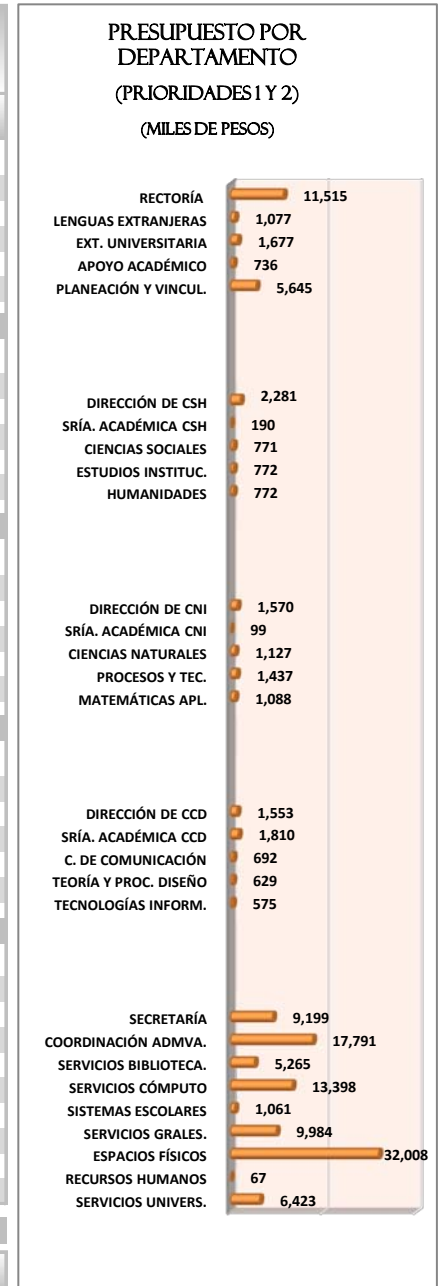 PRESUPUESTO POR
DEPARTAMENTO
(PRIORIDADES 1 Y 2)
(MILES DE PESOS)
RECTORÍA 11,515
LENGUAS EXTRANJERAS 1,077
EXT. UNIVERSITARIA 1,677
APOYO ACADÉMICO 736
PLANEACIÓN Y VINCUL. 5,645
DIRECCIÓN DE CSH 2,281
SRÍA. ACADÉMICA CSH 190
CIENCIAS SOCIALES 771
ESTUDIOS INSTITUC. 772
HUMANIDADES 772
DIRECCIÓN DE CNI 1,570
SRÍA. ACADÉMICA CNI 99
CIENCIAS NATURALES 1,127
PROCESOS Y TEC. 1,437
MATEMÁTICAS APL. 1,088
DIRECCIÓN DE CCD 1,553
SRÍA. ACADÉMICA CCD 1,810
C. DE COMUNICACIÓN 692
TEORÍA Y PROC. DISEÑO 629
TECNOLOGÍAS INFORM. 575
SECRETARÍA 9,199
COORDINACIÓN ADMVA. 17,791
SERVICIOS BIBLIOTECA. 5,265
SERVICIOS CÓMPUTO 13,398
SISTEMAS ESCOLARES 1,061
SERVICIOS GRALES. 9,984
ESPACIOS FÍSICOS 32,008
RECURSOS HUMANOS 67
SERVICIOS UNIVERS. 6,423